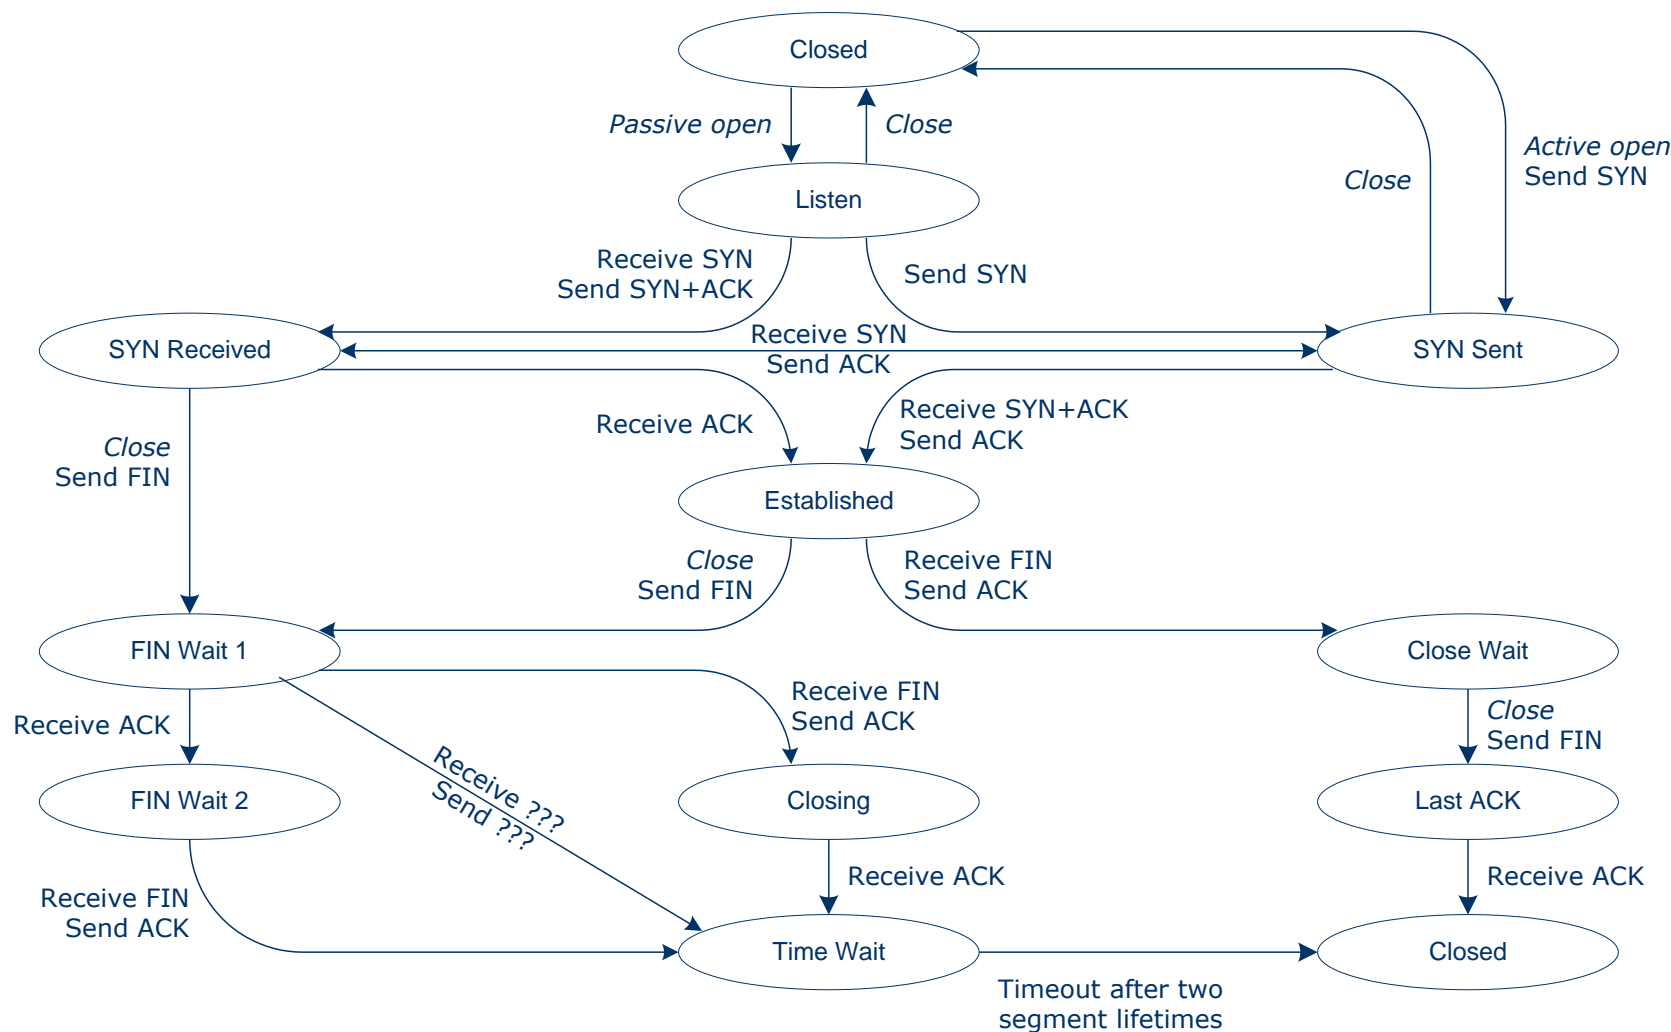 Closed
Passive open
Close
Active open
Send SYN
Close
Listen
Receive SYN
Send SYN+ACK
Send SYN
SYN Received
Receive SYN
Send ACK
SYN Sent
Receive ACK
Receive SYN+ACK
Send ACK
Close
Send FIN
Established
Close
Send FIN
Receive FIN
Send ACK
FIN Wait 1
Close Wait
Receive ACK
Receive ???
Send ???
Receive FIN
Send ACK
Close
Send FIN
FIN Wait 2
Closing
Last ACK
Receive FIN
Send ACK
Receive ACK
Receive ACK
Time Wait
Closed
Timeout after two
segment lifetimes